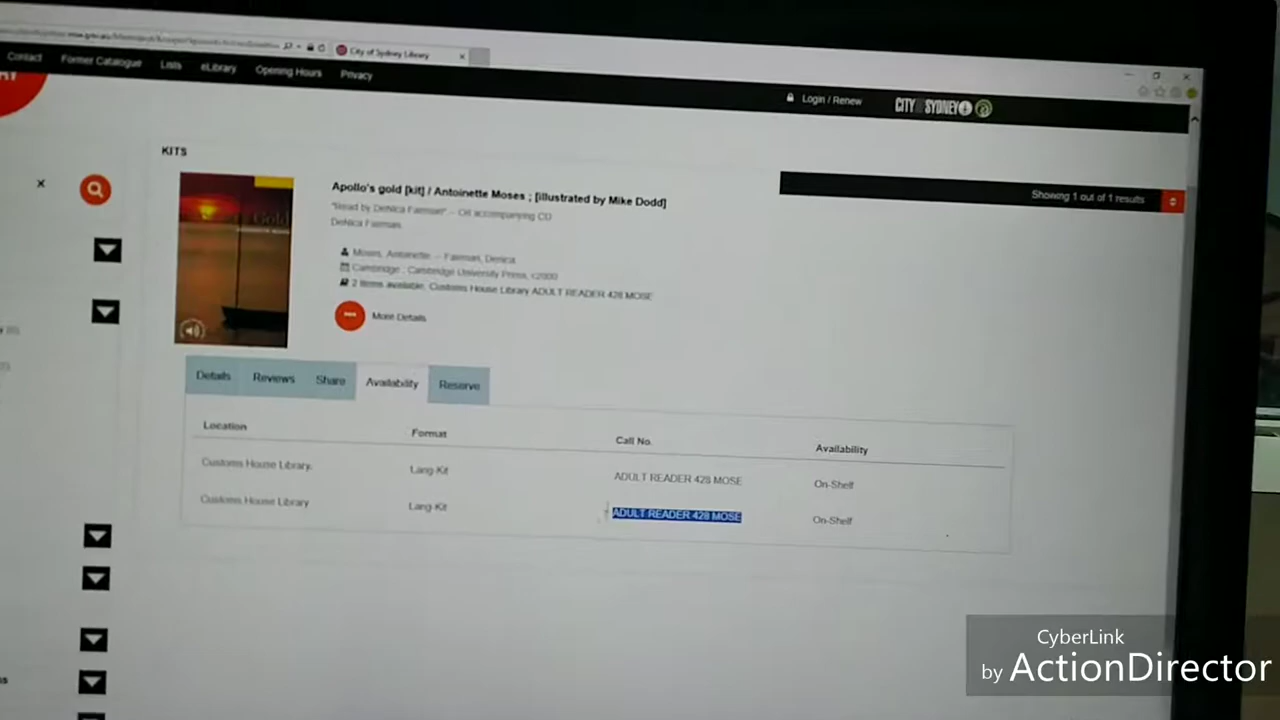 City of Sydney Library
Contact Former Catalogue Lists eLibrary Opening Hours Privacy
Login / Renew CITY SYDNEY
KITS
Showing 1 out of 1 results
Apollo's gold [kit] / Antoinette Moses ; [illustrated by Mike Dodd]
"Read by DeNica Fairman" -- On accompanying CD
DeNica Fairman.
Moses, Antoinette. -- Fairman, Denica.
Cambridge : Cambridge University Press, c2000
2 items available, Customs House Library ADULT READER 428 MOSE
Gold
More Details
Details Reviews Share Availability Reserve
Location Format Call No. Availability
Customs House Library. Lang-Kit ADULT READER 428 MOSE On-Shelf
Customs House Library Lang-Kit ADULT READER 428 MOSE On-Shelf
CyberLink
by ActionDirector